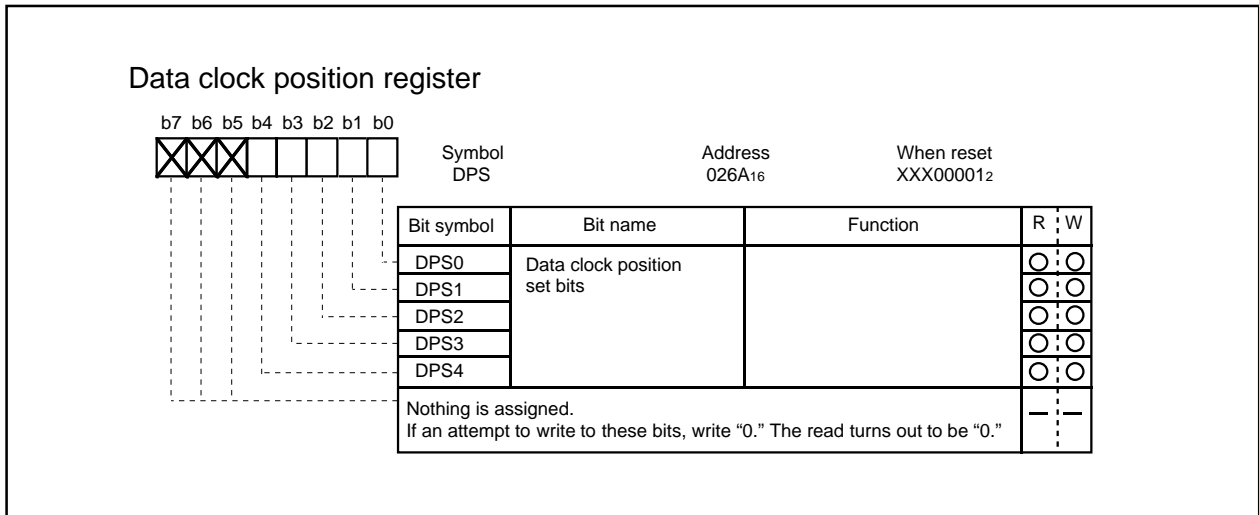 Data clock position register
b7 b6 b5 b4 b3 b2 b1 b0
Symbol Address When reset
DPS 026A16 XXX000012
Bit symbol Bit name Function R W
DPS0 Data clock position
DPS1 set bits
DPS2
DPS3
DPS4
Nothing is assigned.
If an attempt to write to these bits, write “0.” The read turns out to be “0.”